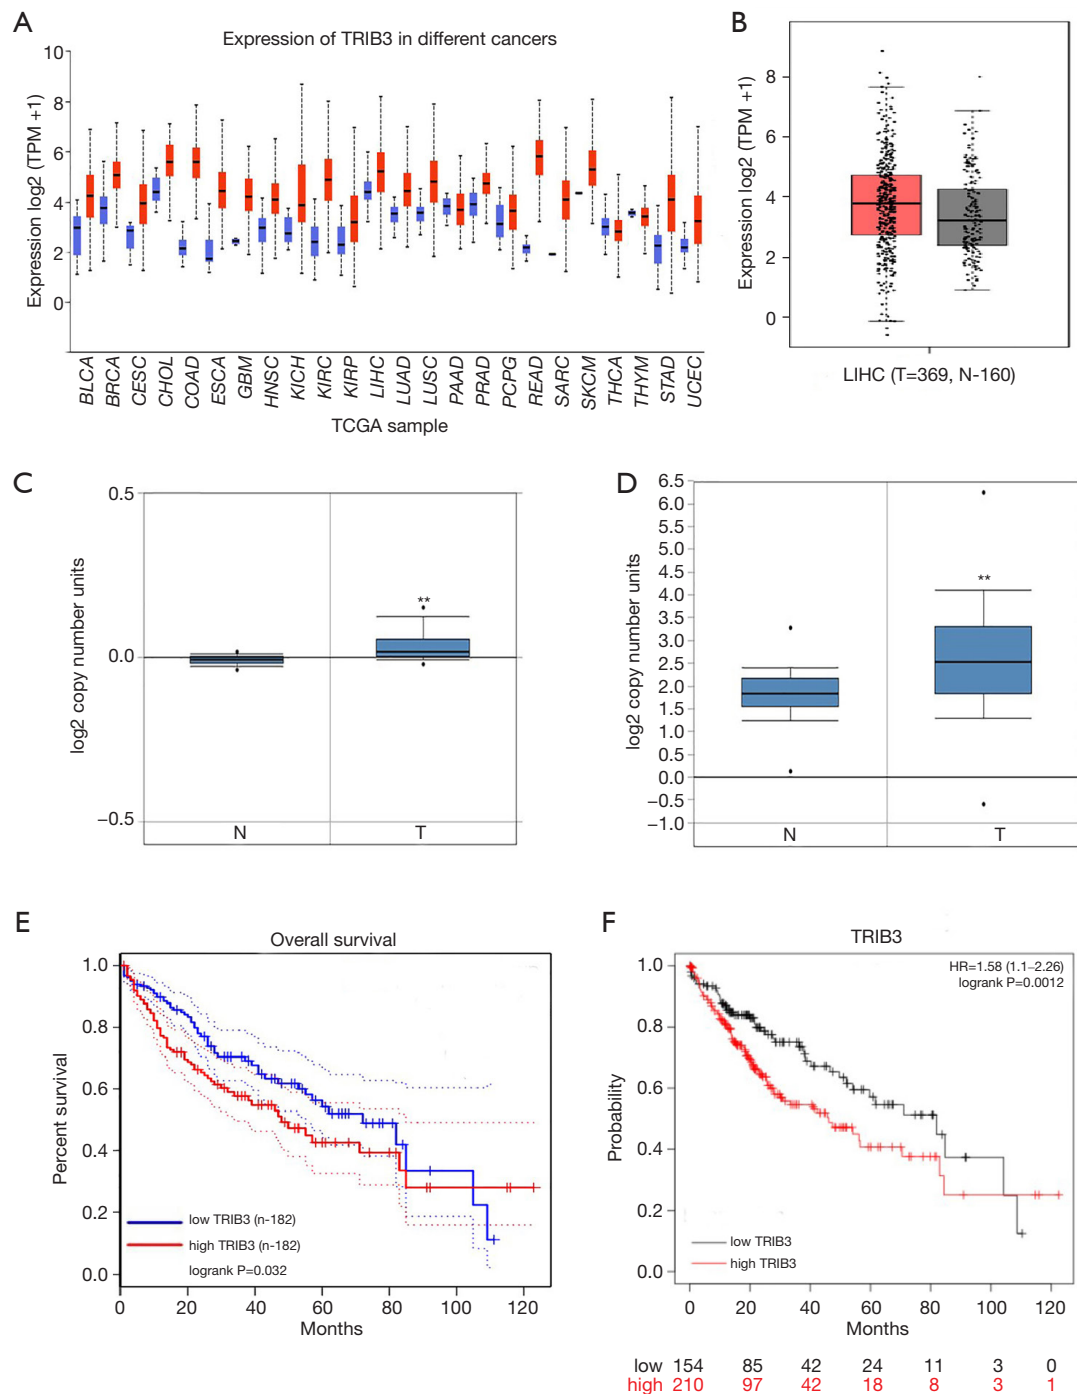 A
Expression of TRIB3 in different cancers
Expression log2 (TPM +1)
10
8
6
4
2
0
BLCA
BRCA
CESC
CHOL
COAD
ESCA
GBM
HNSC
KICH
KIRC
KIRP
LIHC
LUAD
LUSC
PAAD
PRAD
PCPG
READ
SARC
SKCM
THCA
THYM
STAD
UCEC
TCGA sample
B
Expression log2 (TPM +1)
8
6
4
2
0
LIHC (T=369, N-160)
C
log2 copy number units
0.5
0.0
−0.5
**
N
T
D
log2 copy number units
6.5
6.0
5.5
5.0
4.5
4.0
3.5
3.0
2.5
2.0
1.5
1.0
0.5
0.0
−0.5
−1.0
**
N
T
E
Overall survival
Percent survival
1.0
0.8
0.6
0.4
0.2
0.0
low TRIB3 (n-182)
high TRIB3 (n-182)
logrank P=0.032
0 20 40 60 80 100 120
Months
F
TRIB3
HR=1.58 (1.1–2.26)
logrank P=0.0012
Probability
1.0
0.8
0.6
0.4
0.2
0.0
low TRIB3
high TRIB3
0 20 40 60 80 100 120
Months
low 154 85 42 24 11 3 0
high 210 97 42 18 8 3 1